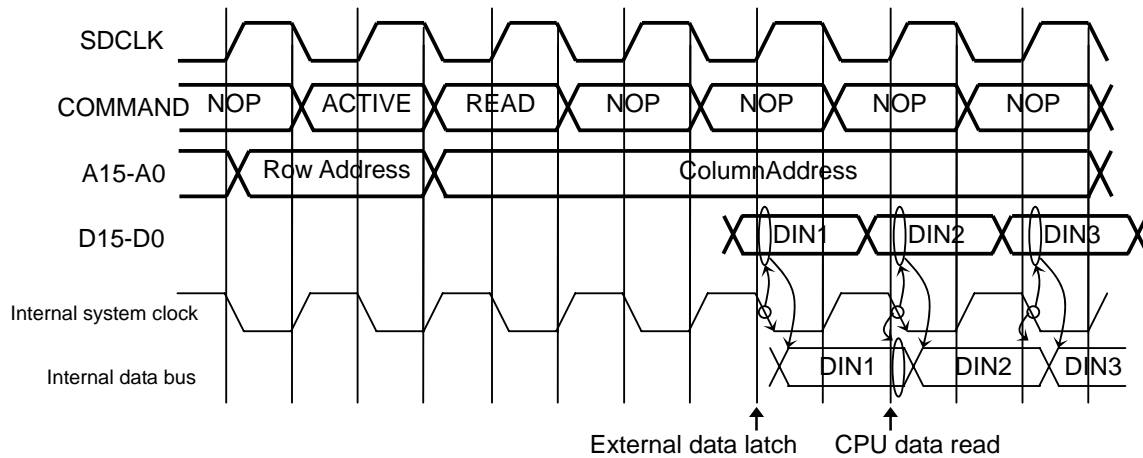 SDCLK
COMMAND NOP ACTIVE READ NOP NOP NOP NOP
A15-A0 Row Address ColumnAddress
D15-D0 DIN1 DIN2 DIN3
Internal system clock
Internal data bus DIN1 DIN2 DIN3
External data latch CPU data read